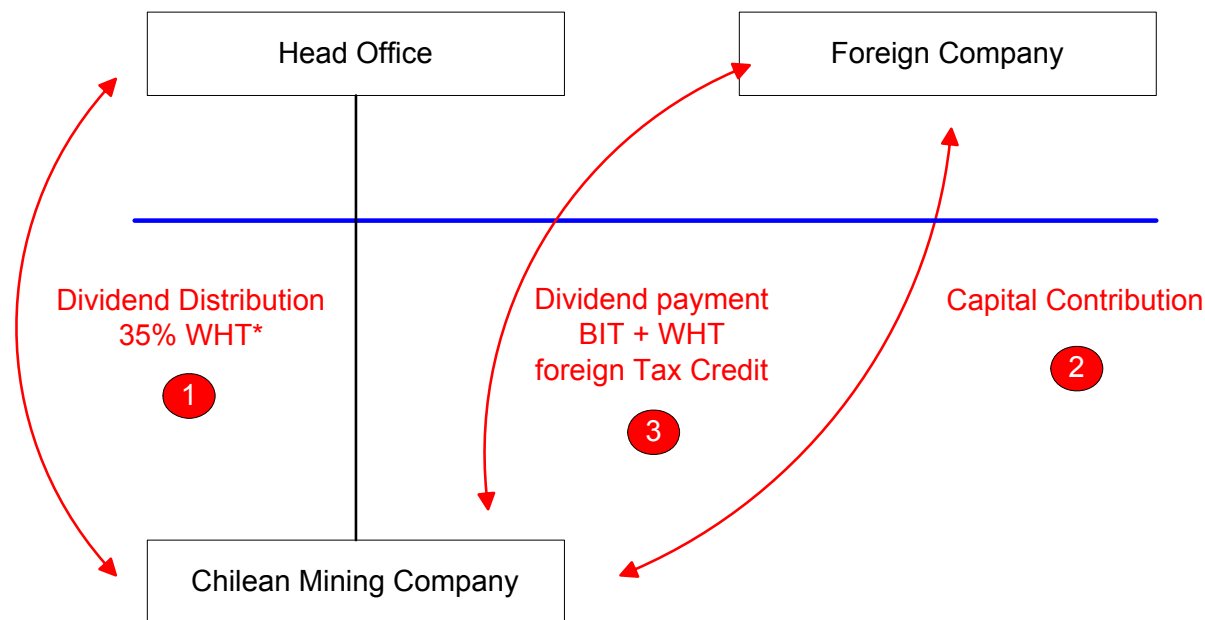 Head Office
Foreign Company
Dividend Distribution
35% WHT*
1
Dividend payment
BIT + WHT
foreign Tax Credit
3
Capital Contribution
2
Chilean Mining Company